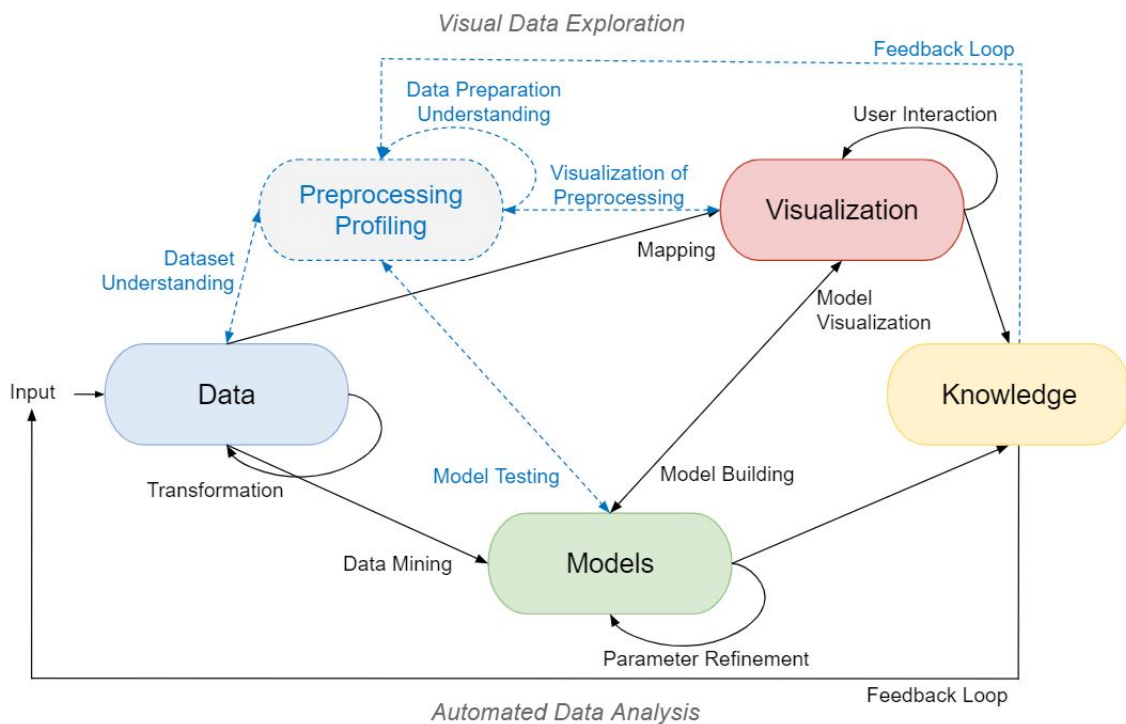 Visual Data Exploration
Feedback Loop
Data Preparation
Understanding
User Interaction
Preprocessing
Profiling
Visualization of
Preprocessing
Visualization
Mapping
Dataset
Understanding
Model
Visualization
Input
Data
Knowledge
Transformation
Model Testing
Model Building
Data Mining
Models
Parameter Refinement
Feedback Loop
Automated Data Analysis